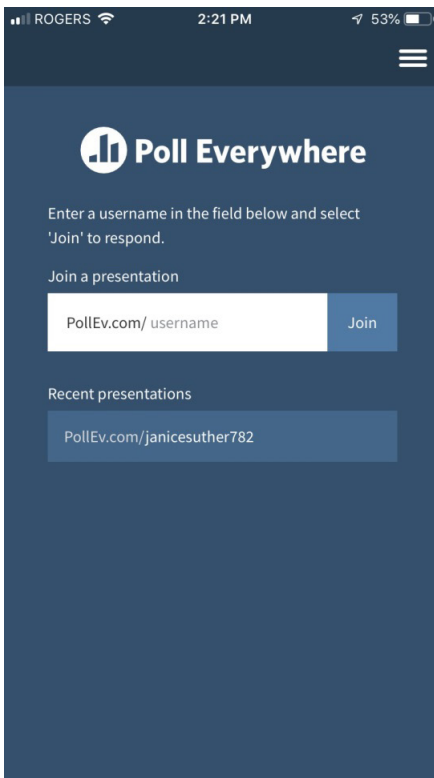 ROGERS 2:21 PM 53%
Poll Everywhere
Enter a username in the field below and select
'Join' to respond.
Join a presentation
PollEv.com/ username Join
Recent presentations
PollEv.com/janicesuther782